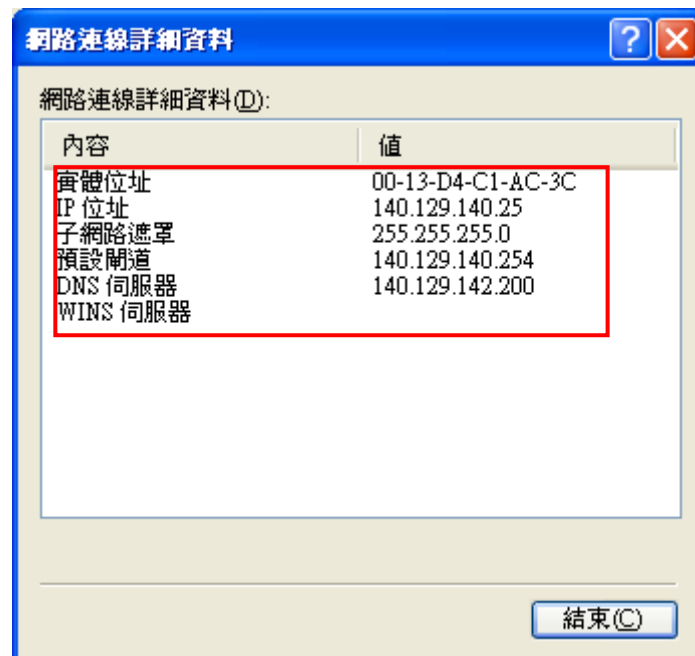 網路連線詳細資料
網路連線詳細資料(D):
內容 值
實體位址 00-13-D4-C1-AC-3C
IP 位址 140.129.140.25
子網路遮罩 255.255.255.0
預設閘道 140.129.140.254
DNS 伺服器 140.129.142.200
WINS 伺服器
結束(C)